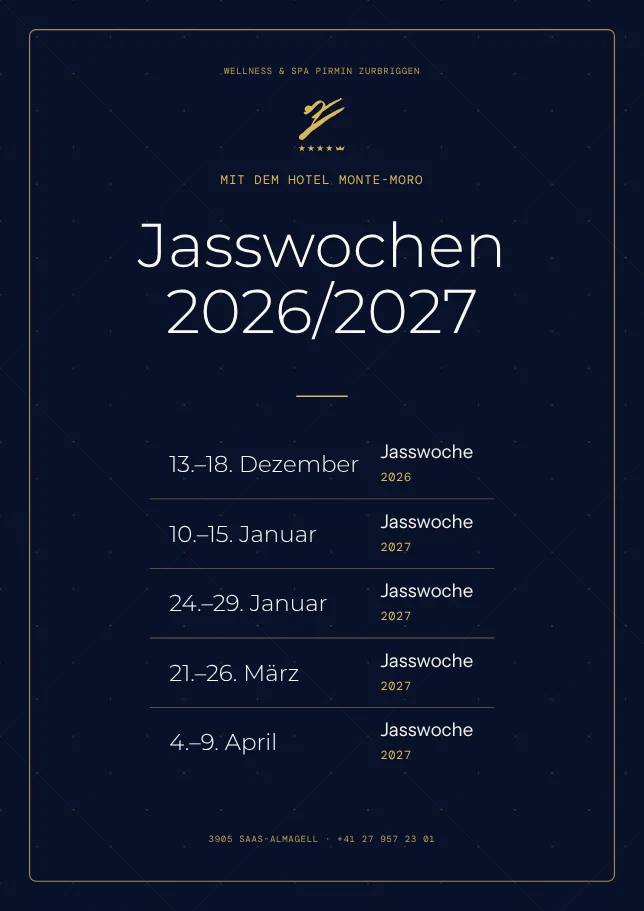 WELLNESS & SPA PIRMIN ZURBRIGGEN
MIT DEM HOTEL MONTE-MORO
Jasswochen
2026/2027
13.–18. Dezember
Jasswoche
2026
10.–15. Januar
Jasswoche
2027
24.–29. Januar
Jasswoche
2027
21.–26. März
Jasswoche
2027
4.–9. April
Jasswoche
2027
3905 SAAS-ALMAGELL · +41 27 957 23 01